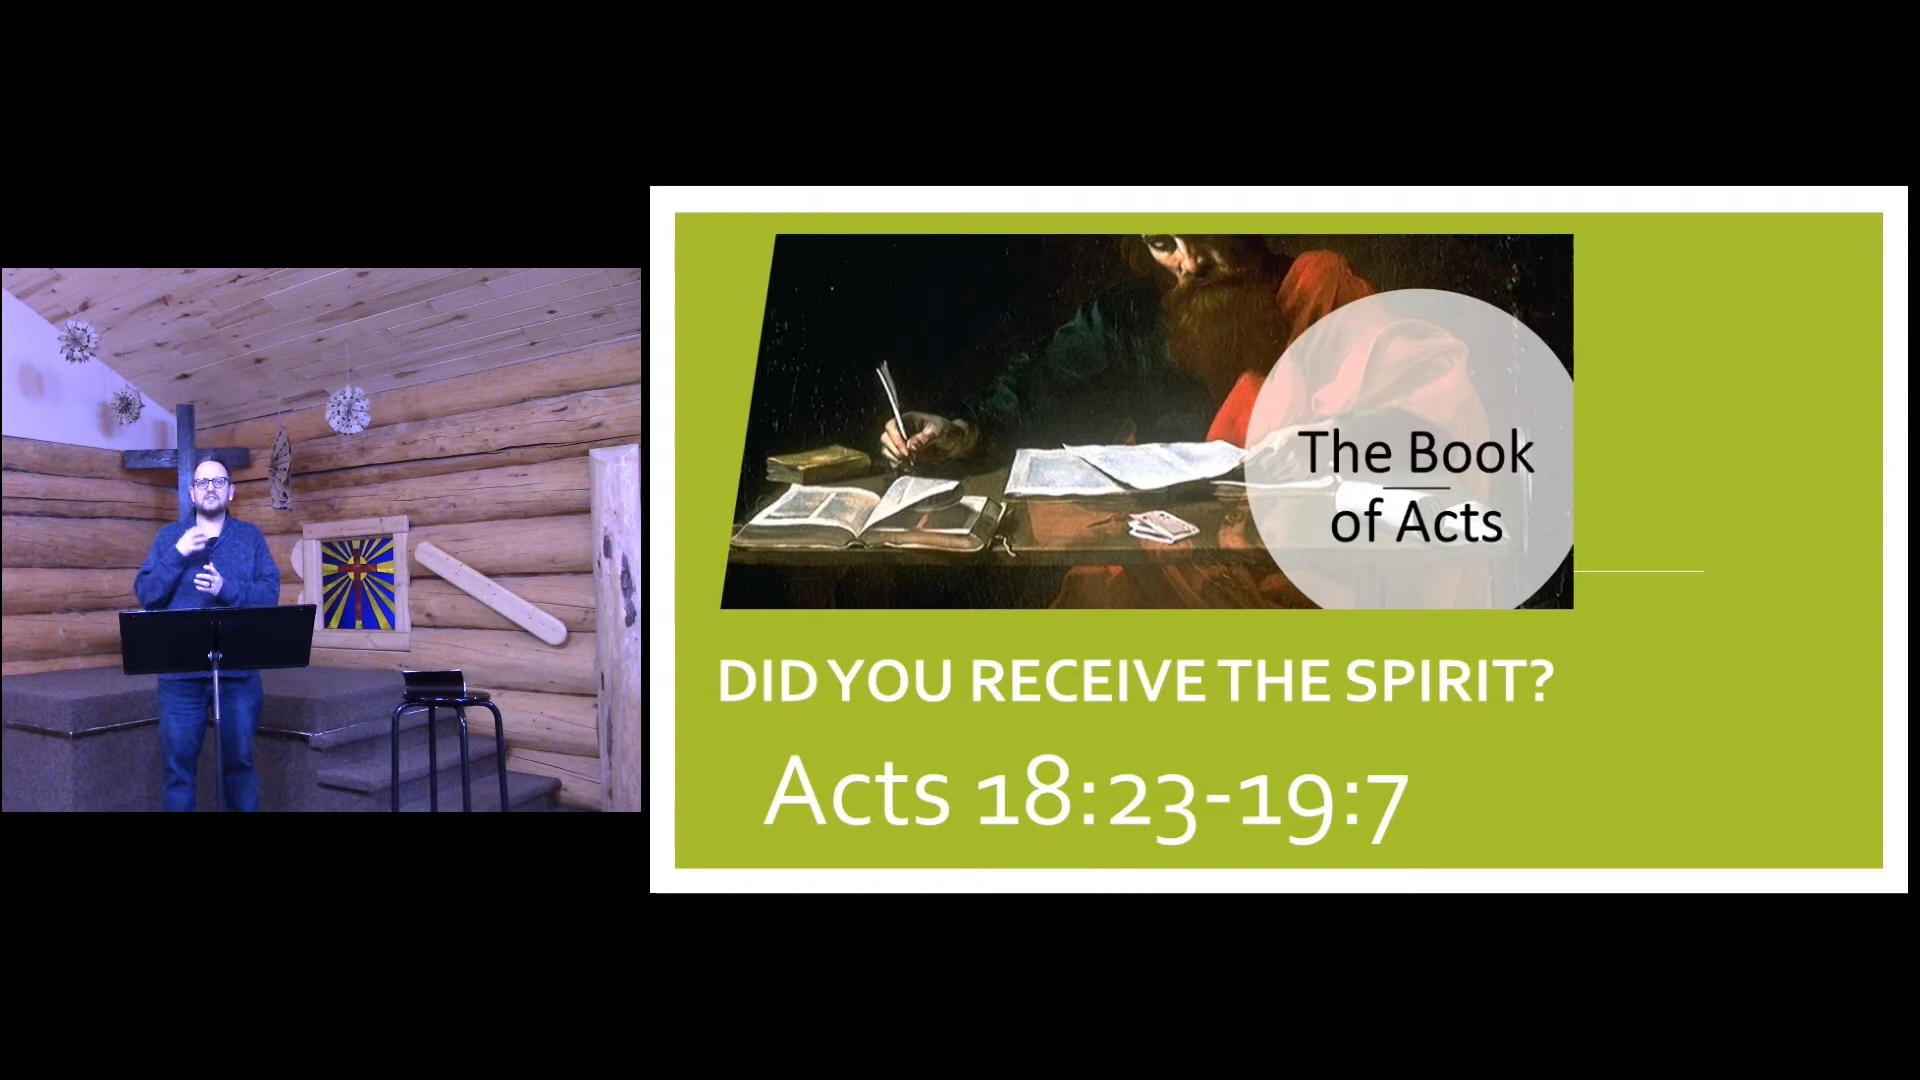 The Book
of Acts
DID YOU RECEIVE THE SPIRIT?
Acts 18:23-19:7